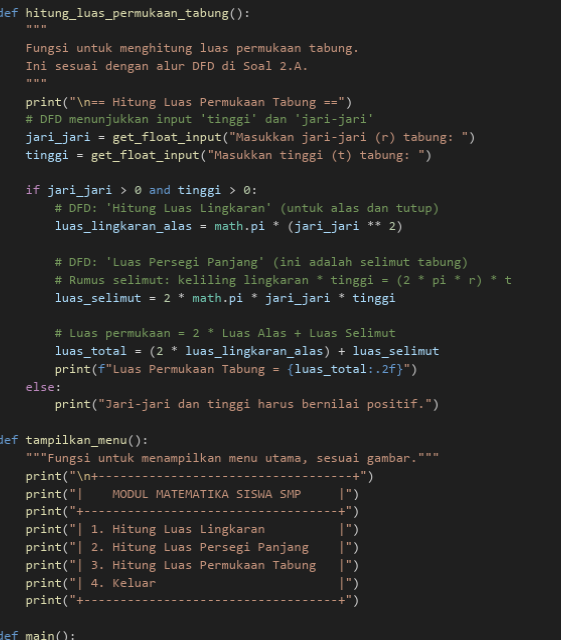 def hitung_luas_permukaan_tabung():
    """
    Fungsi untuk menghitung luas permukaan tabung.
    Ini sesuai dengan alur DFD di Soal 2.A.
    """
    print("\n== Hitung Luas Permukaan Tabung ==")
    # DFD menunjukkan input 'tinggi' dan 'jari-jari'
    jari_jari = get_float_input("Masukkan jari-jari (r) tabung: ")
    tinggi = get_float_input("Masukkan tinggi (t) tabung: ")

    if jari_jari > 0 and tinggi > 0:
        # DFD: 'Hitung Luas Lingkaran' (untuk alas dan tutup)
        luas_lingkaran_alas = math.pi * (jari_jari ** 2)

        # DFD: 'Luas Persegi Panjang' (ini adalah selimut tabung)
        # Rumus selimut: keliling lingkaran * tinggi = (2 * pi * r) * t
        luas_selimut = 2 * math.pi * jari_jari * tinggi

        # Luas permukaan = 2 * Luas Alas + Luas Selimut
        luas_total = (2 * luas_lingkaran_alas) + luas_selimut
        print(f"Luas Permukaan Tabung = {luas_total:.2f}")
    else:
        print("Jari-jari dan tinggi harus bernilai positif.")

def tampilkan_menu():
    """Fungsi untuk menampilkan menu utama, sesuai gambar."""
    print("\n+-----------------------------------+")
    print("|    MODUL MATEMATIKA SISWA SMP     |")
    print("+-----------------------------------+")
    print("| 1. Hitung Luas Lingkaran          |")
    print("| 2. Hitung Luas Persegi Panjang    |")
    print("| 3. Hitung Luas Permukaan Tabung   |")
    print("| 4. Keluar                         |")
    print("+-----------------------------------+")

def main():